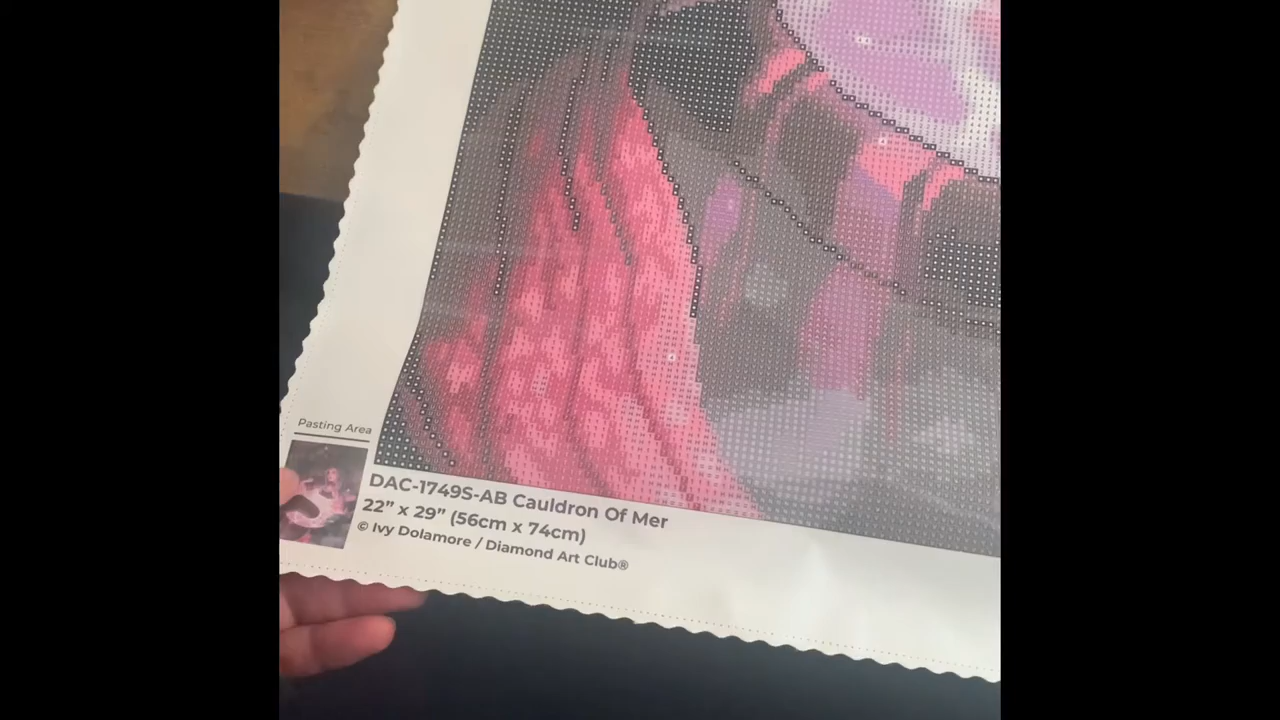 Pasting Area
DAC-1749S-AB Cauldron Of Mer
22” x 29” (56cm x 74cm)
© Ivy Dolamore / Diamond Art Club®